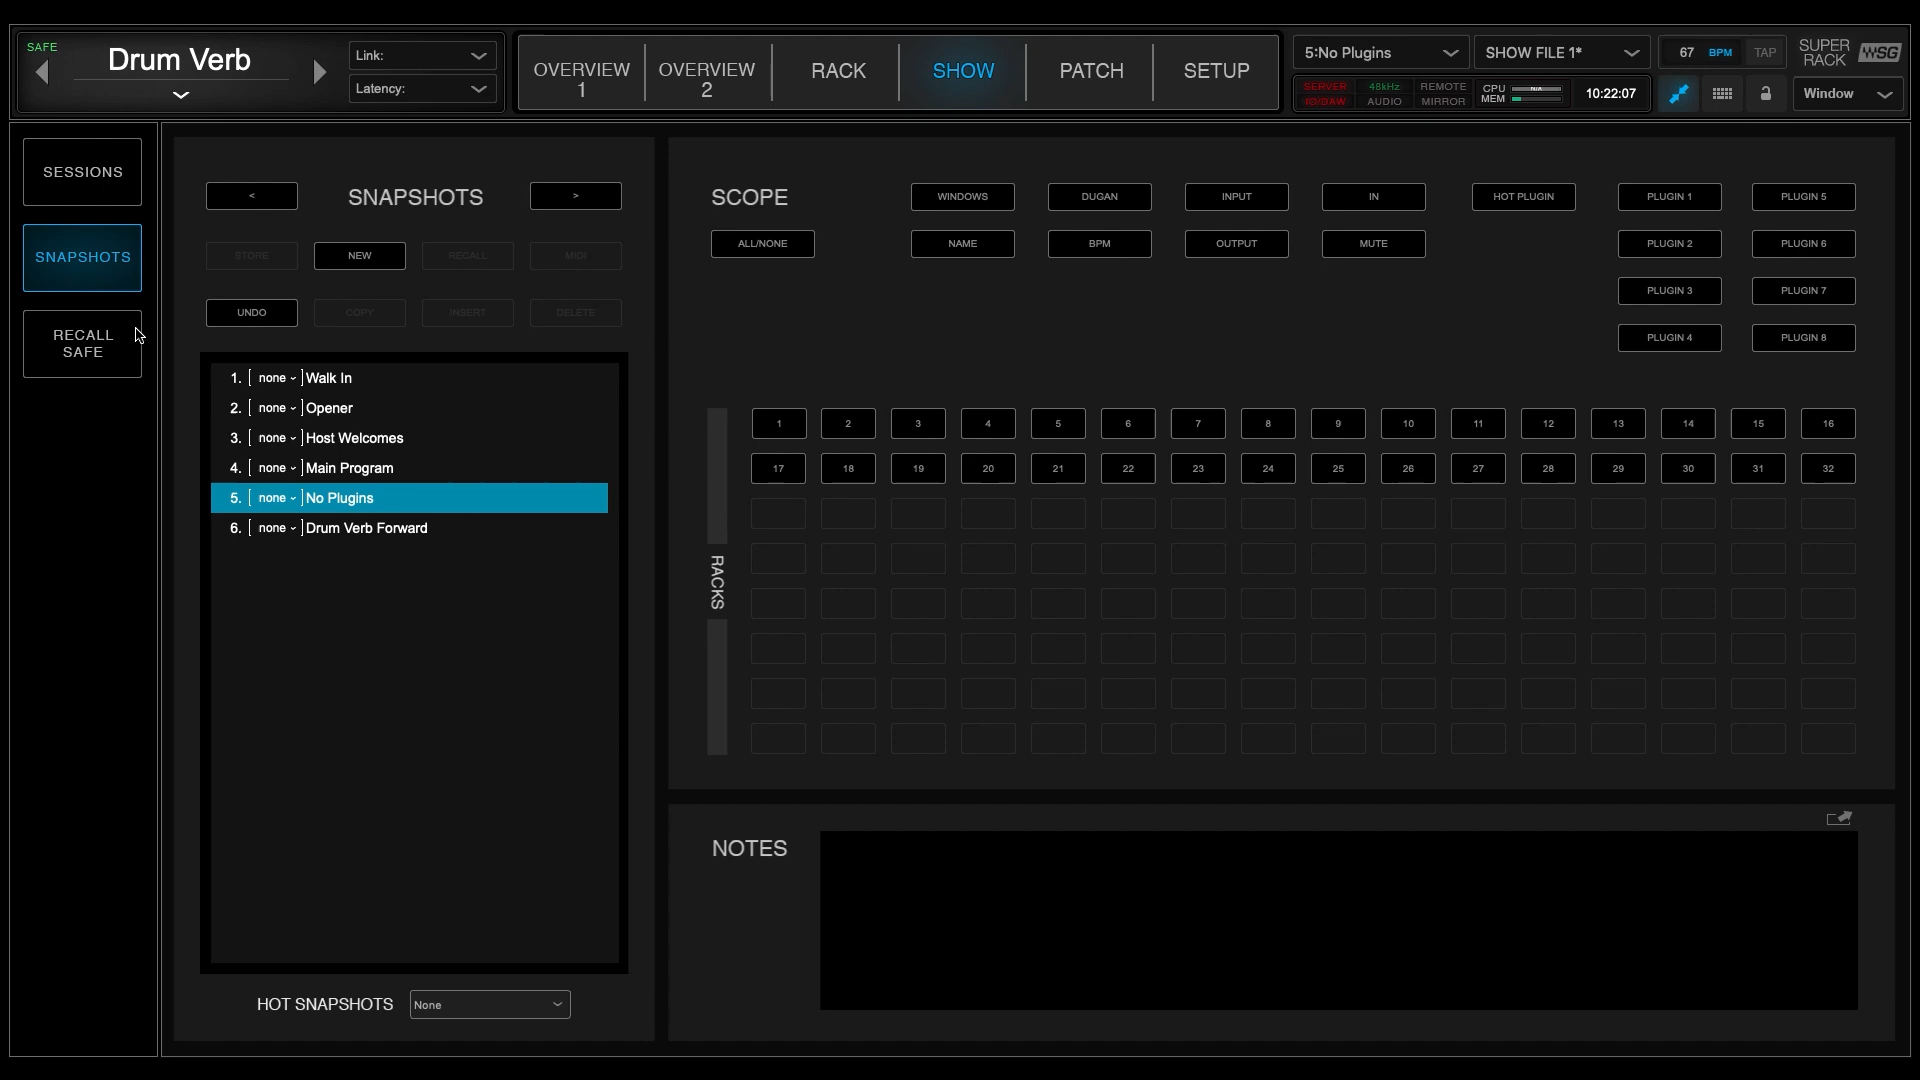 SAFE
Drum Verb
Link:
Latency:
OVERVIEW 1
OVERVIEW 2
RACK
SHOW
PATCH
SETUP
5:No Plugins
SHOW FILE 1*
67 BPM TAP
SUPER RACK WSG
SERVER
IO/DAW
48kHz
AUDIO
REMOTE
MIRROR
CPU N/A
MEM
10:22:07
Window
SESSIONS
SNAPSHOTS
RECALL SAFE
< SNAPSHOTS >
STORE NEW RECALL MIDI
UNDO COPY INSERT DELETE
1. [ none ] Walk In
2. [ none ] Opener
3. [ none ] Host Welcomes
4. [ none ] Main Program
5. [ none ] No Plugins
6. [ none ] Drum Verb Forward
HOT SNAPSHOTS None
SCOPE WINDOWS DUGAN INPUT IN HOT PLUGIN PLUGIN 1 PLUGIN 5
ALL/NONE NAME BPM OUTPUT MUTE PLUGIN 2 PLUGIN 6
PLUGIN 3 PLUGIN 7
PLUGIN 4 PLUGIN 8
RACKS
1 2 3 4 5 6 7 8 9 10 11 12 13 14 15 16
17 18 19 20 21 22 23 24 25 26 27 28 29 30 31 32
NOTES